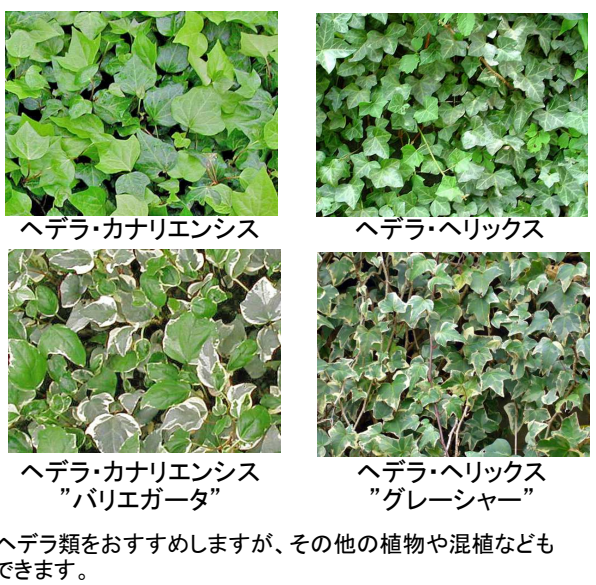 ヘデラ・カナリエンシス
ヘデラ・ヘリックス
ヘデラ・カナリエンシス
”バリエガータ”
ヘデラ・ヘリックス
”グレーシャー”
ヘデラ類をおすすめしますが、その他の植物や混植なども
できます。